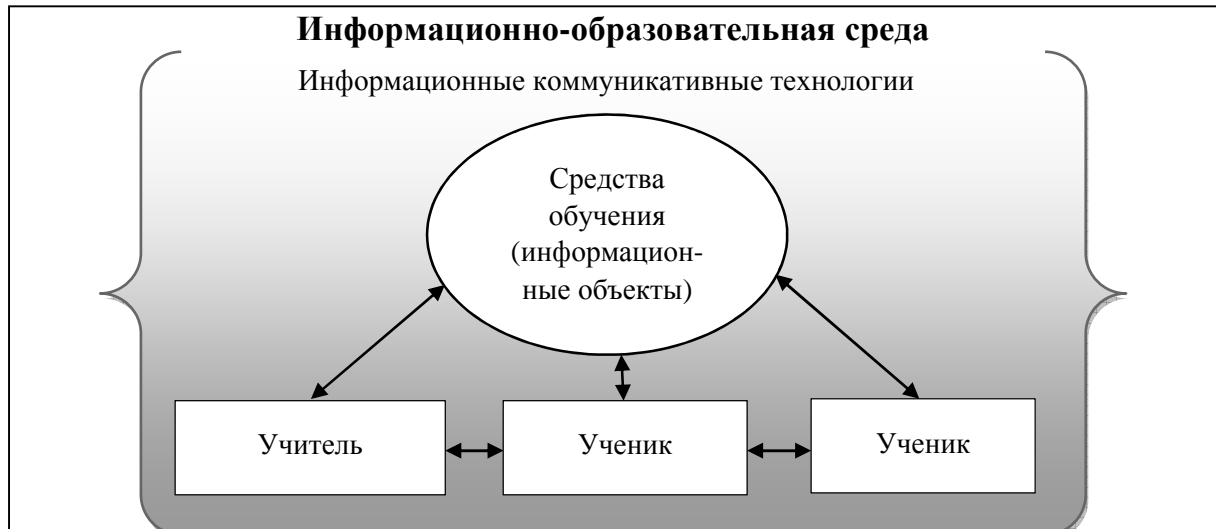 Информационно-образовательная среда
Информационные коммуникативные технологии
Средства
обучения
(информацион-
ные объекты)
Учитель
Ученик
Ученик